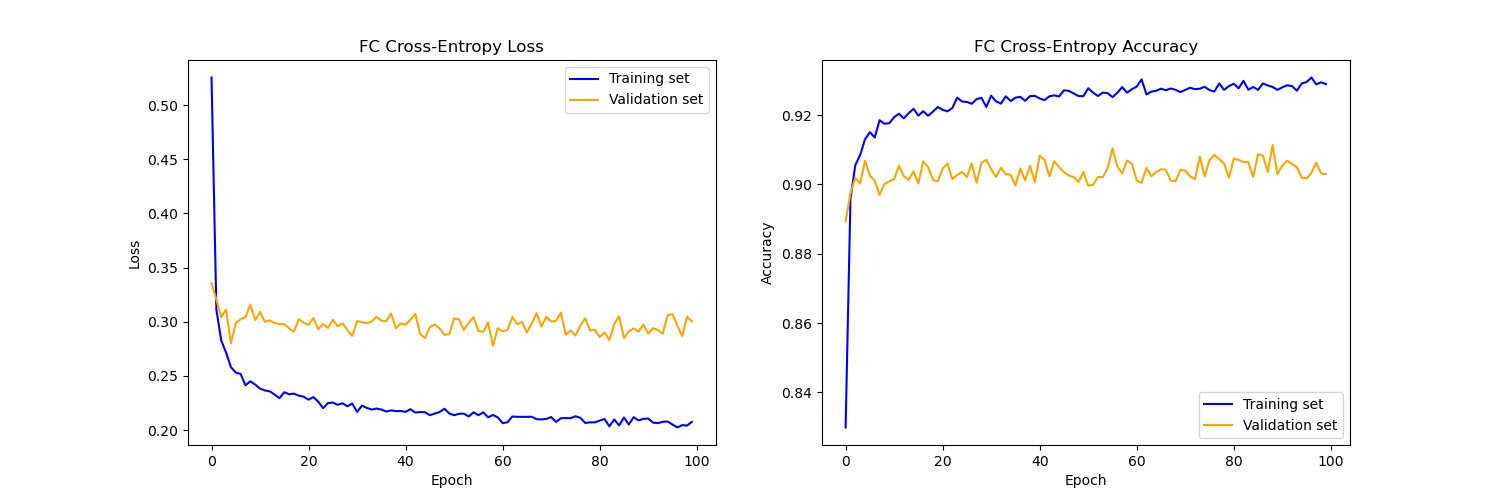 FC Cross-Entropy Loss
Training set
Validation set
0.50
0.45
0.40
0.35
0.30
0.25
0.20
Loss
0 20 40 60 80 100
Epoch
FC Cross-Entropy Accuracy
0.92
0.90
0.88
0.86
0.84
Accuracy
Training set
Validation set
0 20 40 60 80 100
Epoch